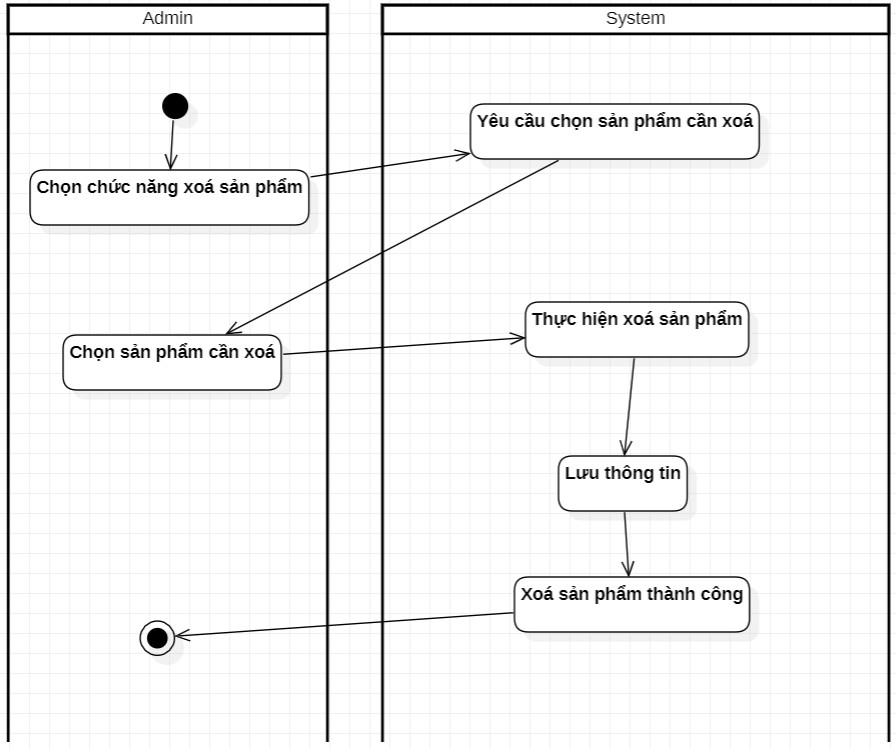 Admin
System
Yêu cầu chọn sản phẩm cần xoá
Chọn chức năng xoá sản phẩm
Thực hiện xoá sản phẩm
Chọn sản phẩm cần xoá
Lưu thông tin
Xoá sản phẩm thành công